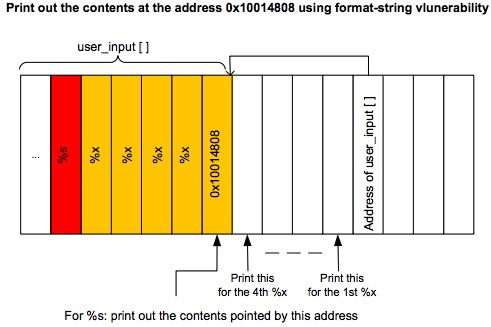 Print out the contents at the address 0x10014808 using format-string vlunerability
user_input [ ]
...
%s
%x
%x
%x
%x
0x10014808
Address of user_input [ ]
Print this
for the 4th %x
Print this
for the 1st %x
For %s: print out the contents pointed by this address